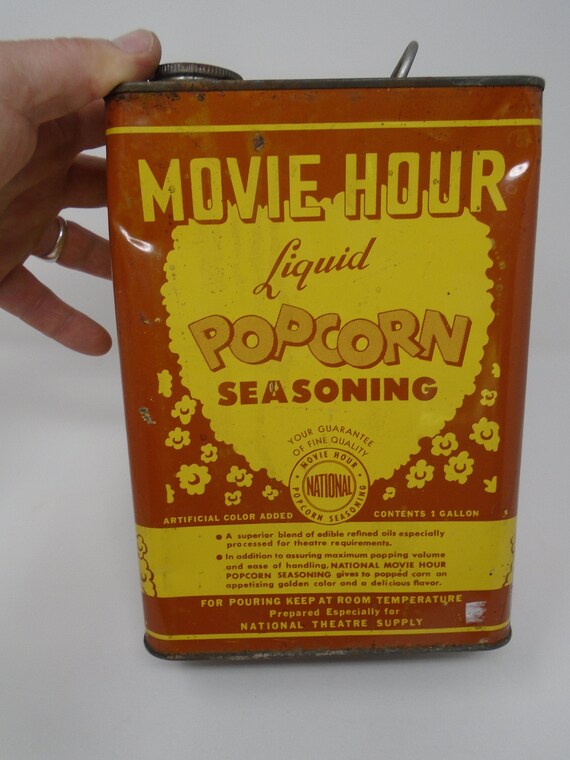 MOVIE HOUR
Liquid
POPCORN
SEASONING
YOUR GUARANTEE
OF FINE QUALITY
MOVIE HOUR
NATIONAL
POPCORN SEASONING
ARTIFICIAL COLOR ADDED
CONTENTS 1 GALLON
• A superior blend of edible refined oils especially
processed for theatre requirements.
• In addition to assuring maximum popping volume
and ease of handling, NATIONAL MOVIE HOUR
POPCORN SEASONING gives to popped corn an
appetizing golden color and a delicious flavor.
FOR POURING KEEP AT ROOM TEMPERATURE
Prepared Especially for
NATIONAL THEATRE SUPPLY